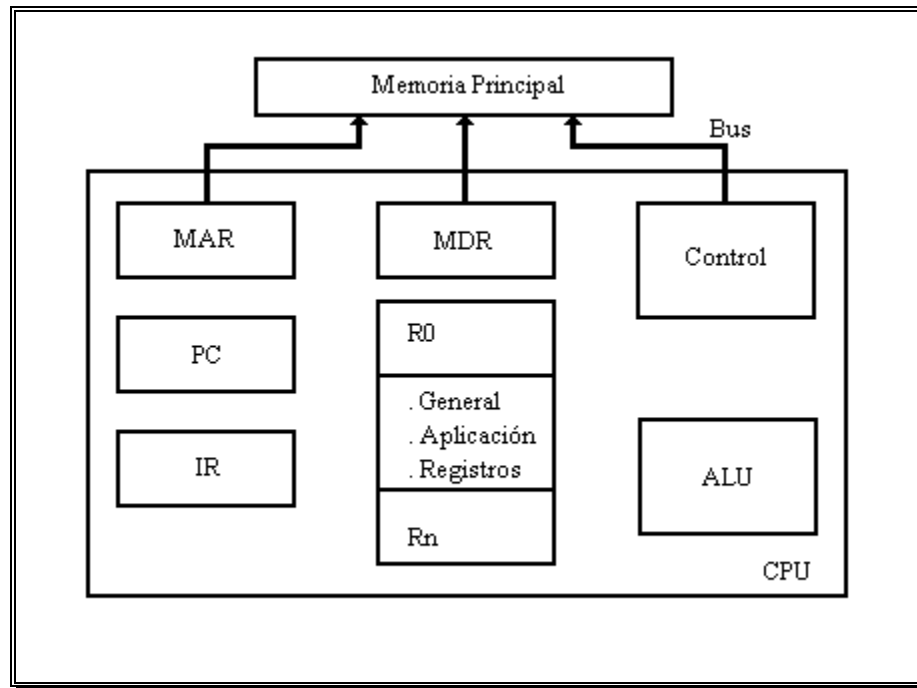 Memoria Principal
Bus
MAR
MDR
Control
PC
R0
. General
. Aplicación
. Registros
IR
ALU
Rn
CPU